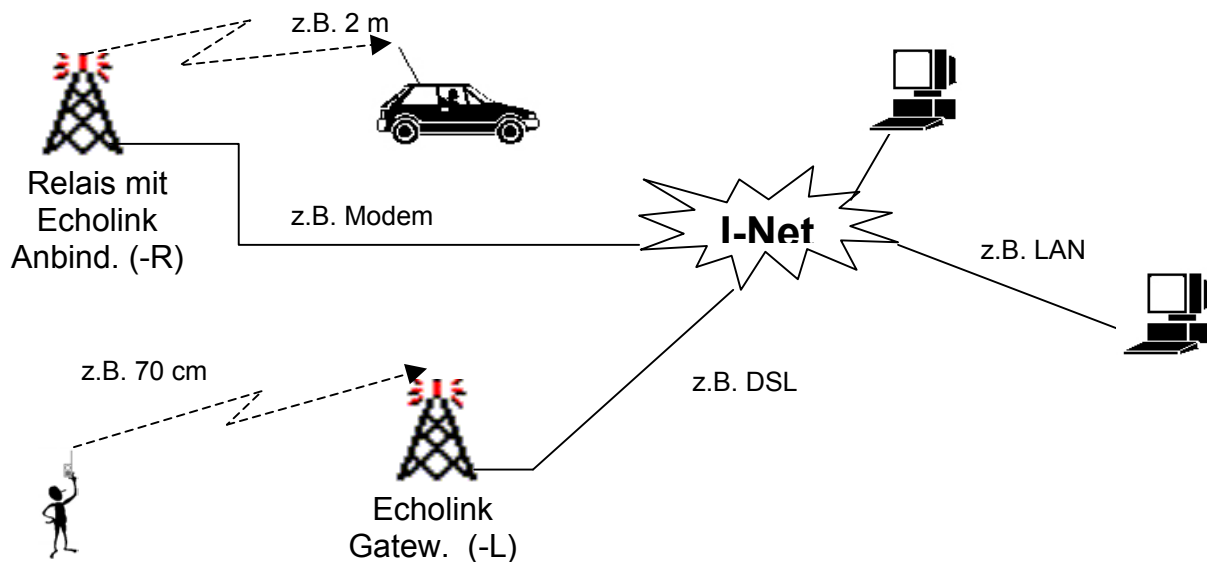 z.B. 2 m
Relais mit
Echolink
Anbind. (-R)
z.B. Modem
I-Net
z.B. LAN
z.B. 70 cm
z.B. DSL
Echolink
Gatew. (-L)